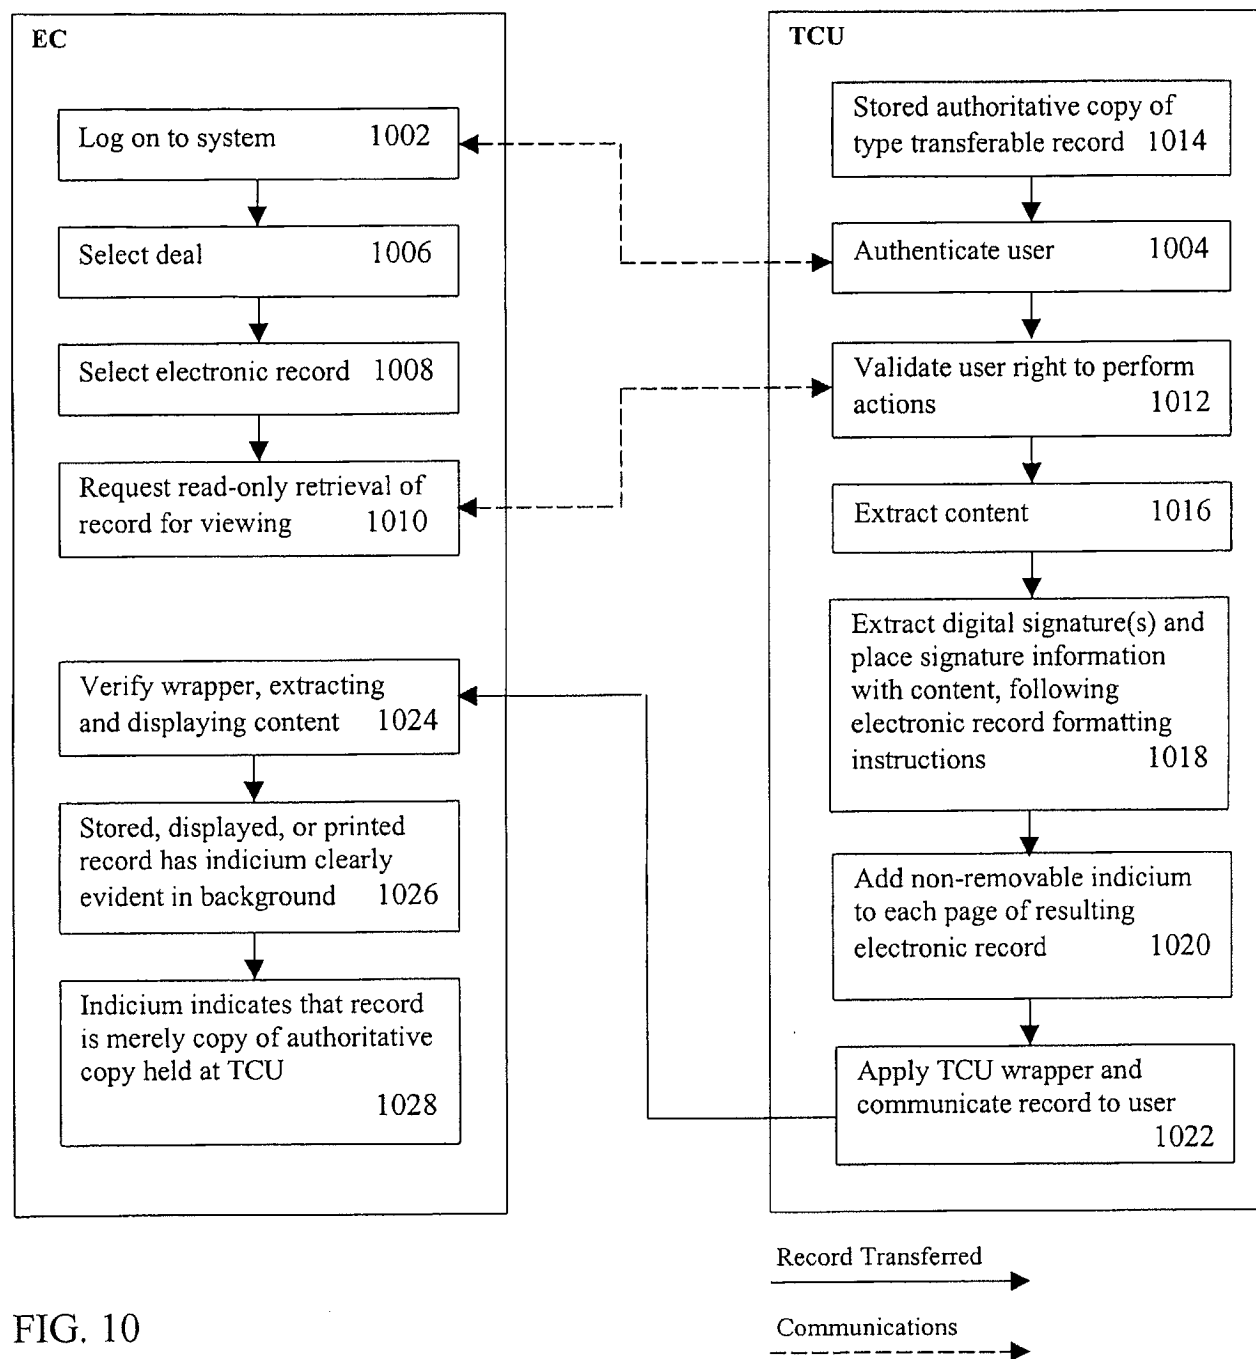 EC
Log on to system 1002
Select deal 1006
Select electronic record 1008
Request read-only retrieval of
record for viewing 1010
Verify wrapper, extracting
and displaying content 1024
Stored, displayed, or printed
record has indicium clearly
evident in background 1026
Indicium indicates that record
is merely copy of authoritative
copy held at TCU
1028
TCU
Stored authoritative copy of
type transferable record 1014
Authenticate user 1004
Validate user right to perform
actions 1012
Extract content 1016
Extract digital signature(s) and
place signature information
with content, following
electronic record formatting
instructions 1018
Add non-removable indicium
to each page of resulting
electronic record 1020
Apply TCU wrapper and
communicate record to user
1022
Record Transferred
Communications
FIG. 10